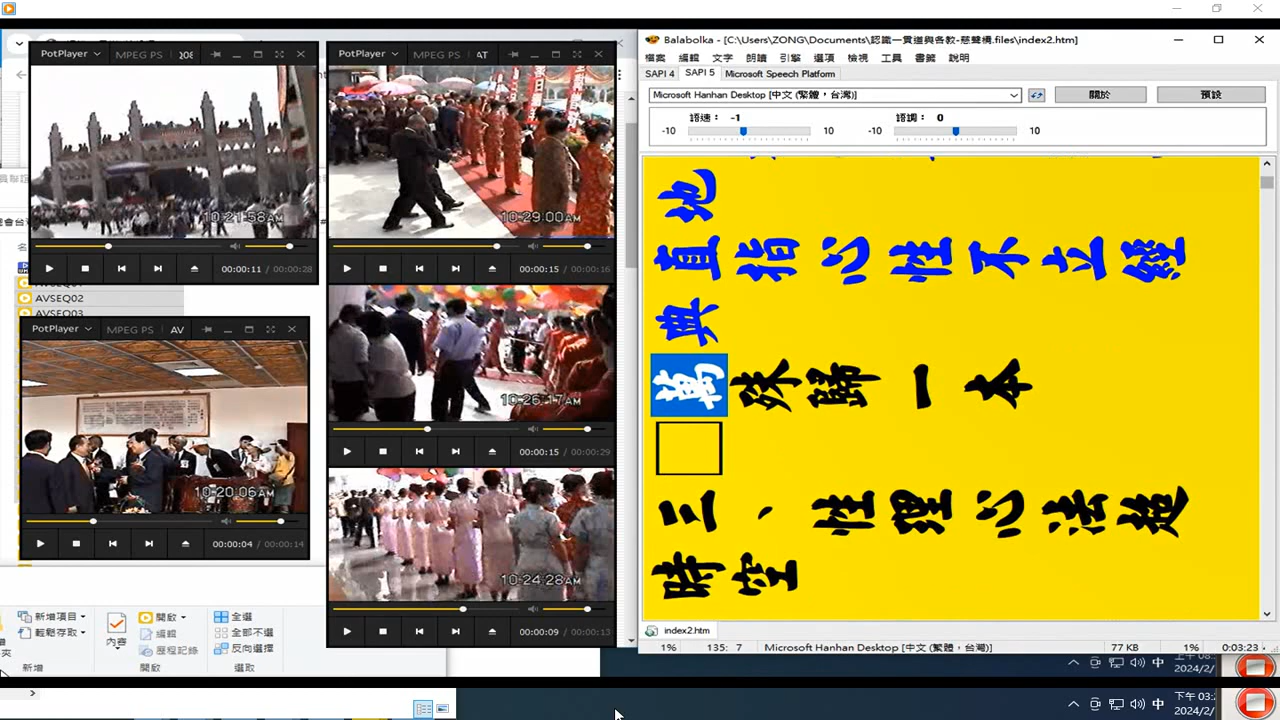 PotPlayer MPEG PS 308
10:21:58AM
00:00:11 / 00:00:28
AVSEQ02
AVSEQ03
PotPlayer MPEG PS AV
10:20:06AM
00:00:04 / 00:00:14
新增項目
輕鬆存取
新增
內容
開啟
編輯
歷程記錄
開啟
全選
全部不選
反向選擇
選取
PotPlayer MPEG PS AT
10:29:00AM
00:00:15 / 00:00:16
10:26:17AM
00:00:15 / 00:00:29
10:24:28AM
00:00:09 / 00:00:13
Balabolka - [C:\Users\ZONG\Documents\認識一貫道與各教-慈聲橋.files\index2.htm]
檔案 編輯 文字 朗讀 引擎 選項 檢視 工具 書籤 說明
SAPI 4 SAPI 5 Microsoft Speech Platform
Microsoft Hanhan Desktop [中文 (繁體，台灣)] 關於 預設
語速： -1 語調： 0
-10 10 -10 10
地
直指心性不立經
與
萬殊歸一本
三、性理心法超
時空
index2.htm
1% 135: 7 Microsoft Hanhan Desktop [中文 (繁體，台灣)] 77 KB 1% 0:03:23
中
2024/2/
中 下午 03:
2024/2/